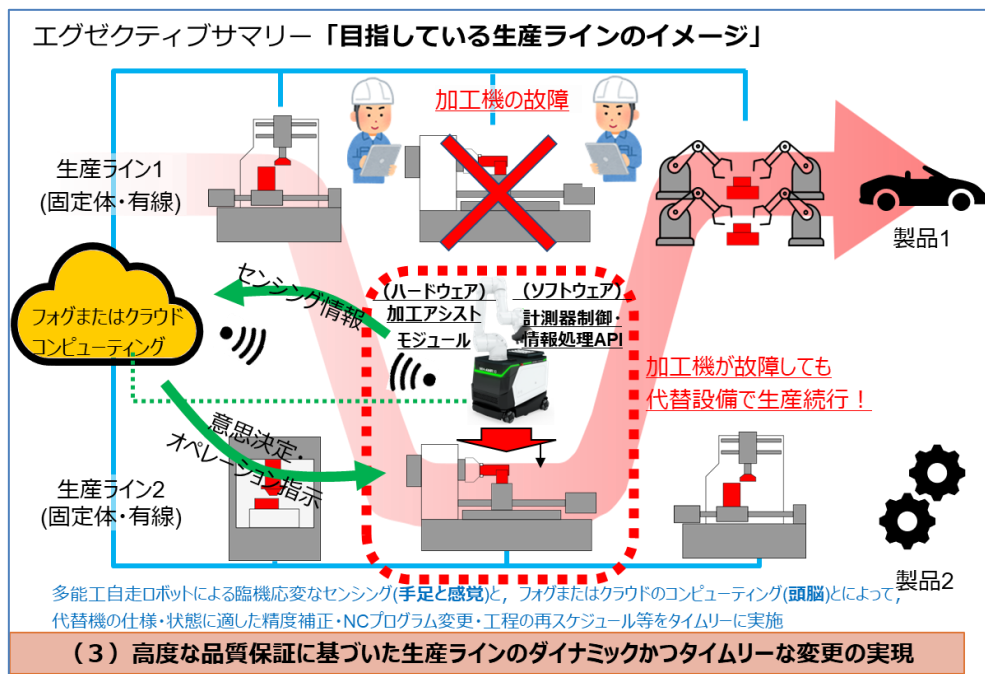 エグゼクティブサマリー「目指している生産ラインのイメージ」
加工機の故障
生産ライン1
(固定体・有線)
製品1
センシング情報
(ハードウェア)
加工アシスト
モジュール
(ソフトウェア)
計測器制御・
情報処理API
フォグまたはクラウド
コンピューティング
加工機が故障しても
代替設備で生産続行！
意思決定・
オペレーション指示
生産ライン2
(固定体・有線)
製品2
多能工自走ロボットによる臨機応変なセンシング(手足と感覚)と，フォグまたはクラウドのコンピューティング(頭脳)とによって，
代替機の仕様・状態に適した精度補正・NCプログラム変更・工程の再スケジュール等をタイムリーに実施
（３）高度な品質保証に基づいた生産ラインのダイナミックかつタイムリーな変更の実現